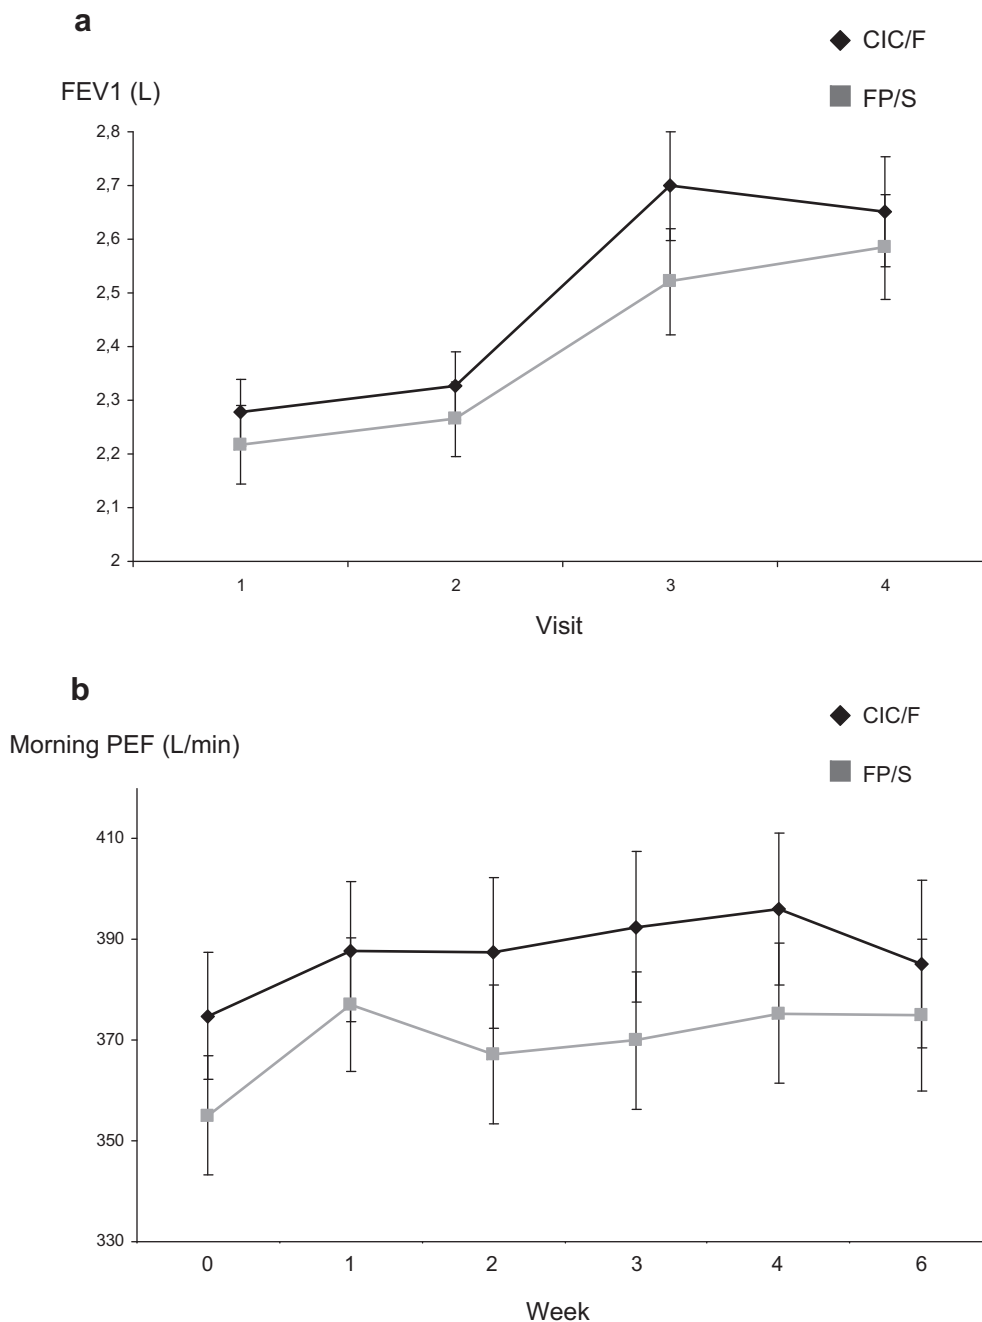 a
CIC/F
FEV1 (L)
FP/S
2,8
2,7
2,6
2,5
2,4
2,3
2,2
2,1
2
1 2 3 4
Visit
b
CIC/F
Morning PEF (L/min)
FP/S
410
390
370
350
330
0 1 2 3 4 6
Week